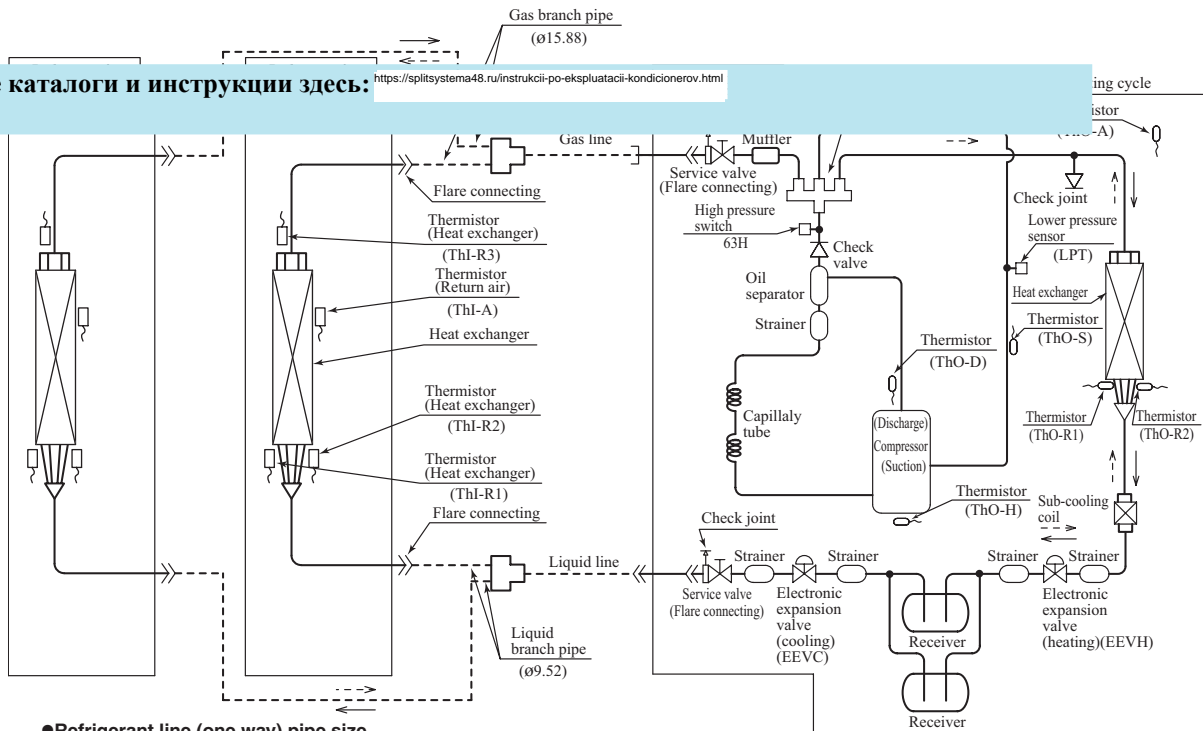 Gas branch pipe
(ø15.88)
каталоги и инструкции здесь:
https://splitsystema48.ru/instrukcii-po-ekspluatacii-kondicionerov.html
cycle
Gas line
Service valve
(Flare connecting)
Muffler
Flare connecting
Thermistor
(Heat exchanger)
(ThI-R3)
Thermistor
(Return air)
(ThI-A)
Heat exchanger
Thermistor
(Heat exchanger)
(ThI-R2)
Thermistor
(Heat exchanger)
(ThI-R1)
Flare connecting
High pressure
switch
63H
Check
valve
Oil
separator
Strainer
Thermistor
(ThO-D)
Capillaly
tube
(Discharge)
Compressor
(Suction)
Thermistor
(ThO-H)
Check joint
Lower pressure
sensor
(LPT)
Heat exchanger
Thermistor
(ThO-S)
Thermistor
(ThO-R1)
Thermistor
(ThO-R2)
Sub-cooling
coil
Liquid line
Check joint
Service valve
(Flare connecting)
Strainer
Electronic
expansion
valve
(cooling)
(EEVC)
Strainer
Receiver
Receiver
Strainer
Electronic
expansion
valve
(heating)(EEVH)
Strainer
Liquid
branch pipe
(ø9.52)
●Refrigerant line (one way) pipe size